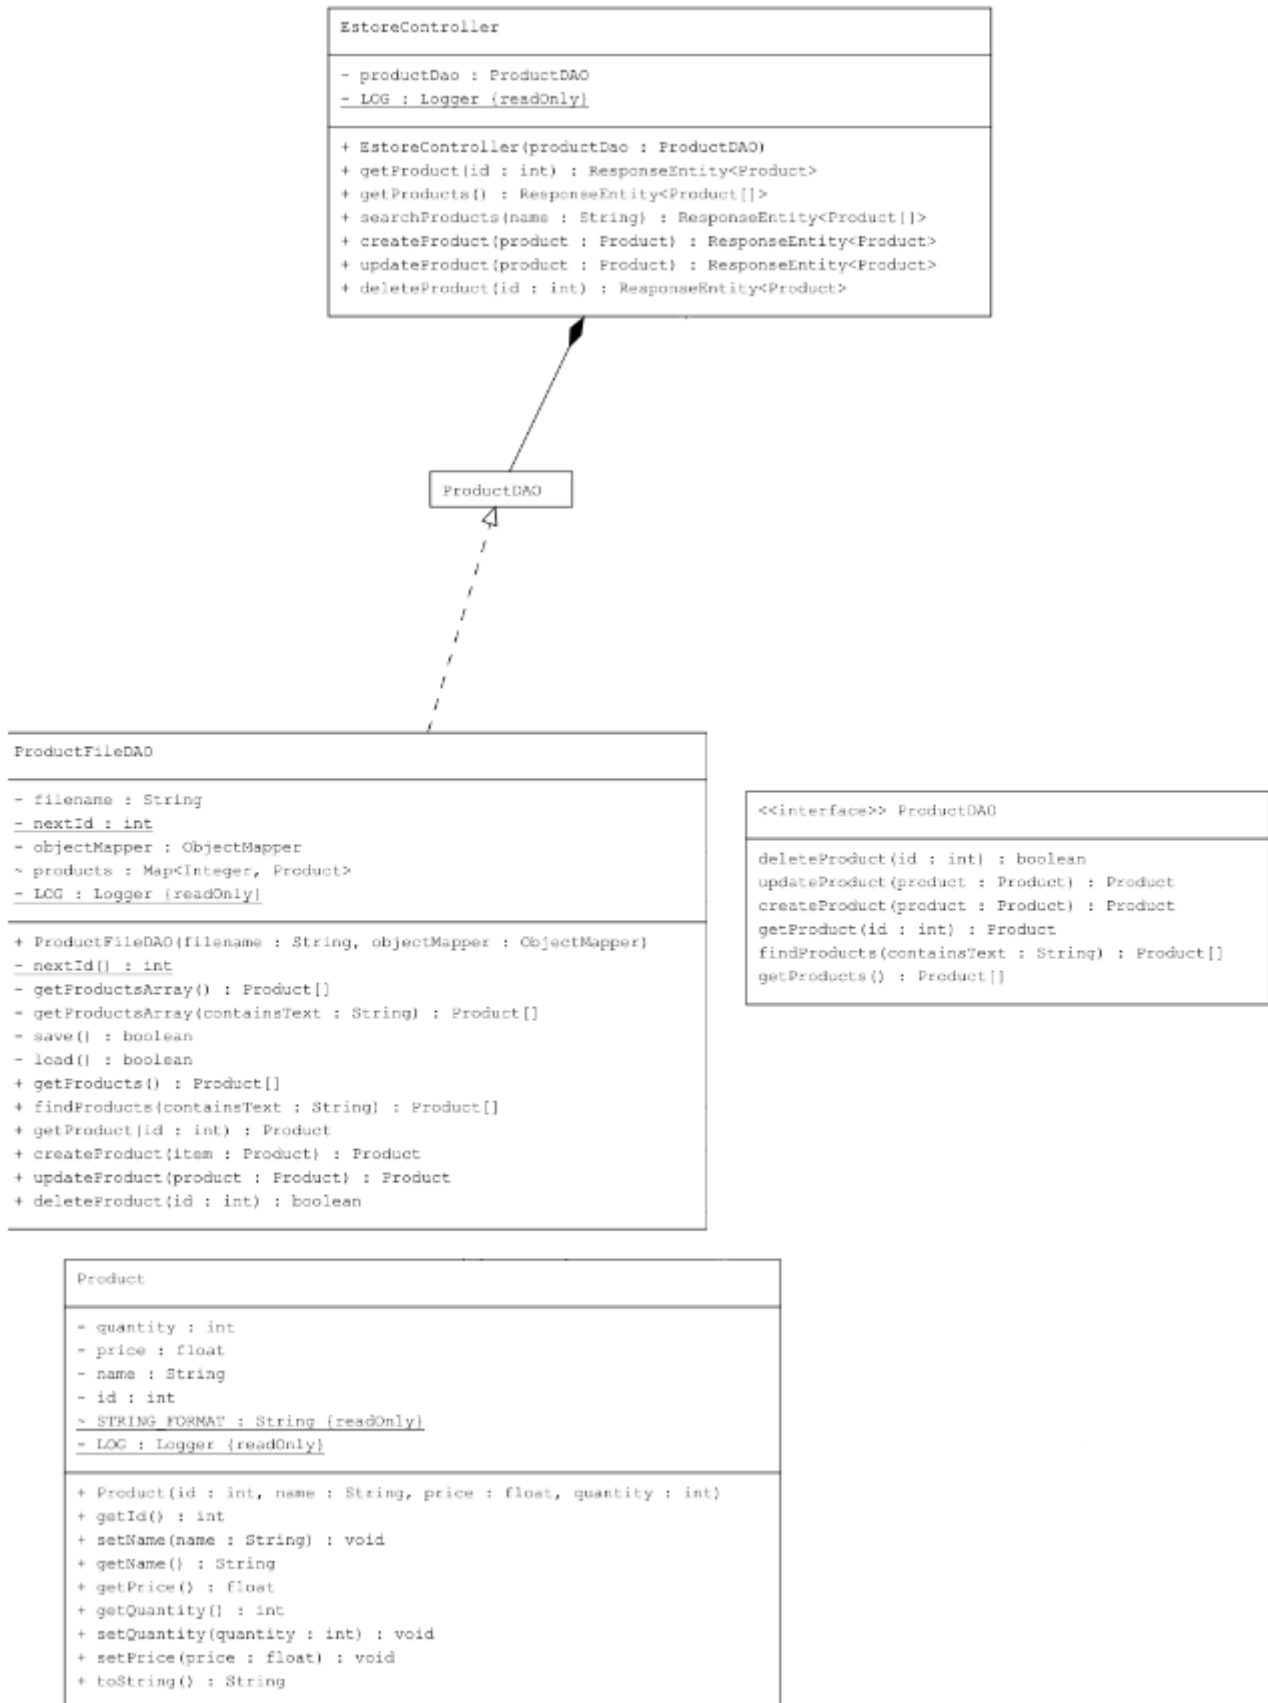 EstoreController
- productDao : ProductDAO
- LOG : Logger {readOnly}
+ EstoreController(productDao : ProductDAO)
+ getProduct(id : int) : ResponseEntity<Product>
+ getProducts() : ResponseEntity<Product[]>
+ searchProducts(name : String) : ResponseEntity<Product[]>
+ createProduct(product : Product) : ResponseEntity<Product>
+ updateProduct(product : Product) : ResponseEntity<Product>
+ deleteProduct(id : int) : ResponseEntity<Product>
ProductDAO
ProductFileDAO
- filename : String
- nextId : int
- objectMapper : ObjectMapper
~ products : Map<Integer, Product>
- LOG : Logger {readOnly}
+ ProductFileDAO(filename : String, objectMapper : ObjectMapper)
- nextId() : int
- getProductsArray() : Product[]
- getProductsArray(containsText : String) : Product[]
- save() : boolean
- load() : boolean
+ getProducts() : Product[]
+ findProducts(containsText : String) : Product[]
+ getProduct(id : int) : Product
+ createProduct(item : Product) : Product
+ updateProduct(product : Product) : Product
+ deleteProduct(id : int) : boolean
<<interface>> ProductDAO
deleteProduct(id : int) : boolean
updateProduct(product : Product) : Product
createProduct(product : Product) : Product
getProduct(id : int) : Product
findProducts(containsText : String) : Product[]
getProducts() : Product[]
Product
- quantity : int
- price : float
- name : String
- id : int
~ STRING_FORMAT : String {readOnly}
- LOG : Logger {readOnly}
+ Product(id : int, name : String, price : float, quantity : int)
+ getId() : int
+ setName(name : String) : void
+ getName() : String
+ getPrice() : float
+ getQuantity() : int
+ setQuantity(quantity : int) : void
+ setPrice(price : float) : void
+ toString() : String